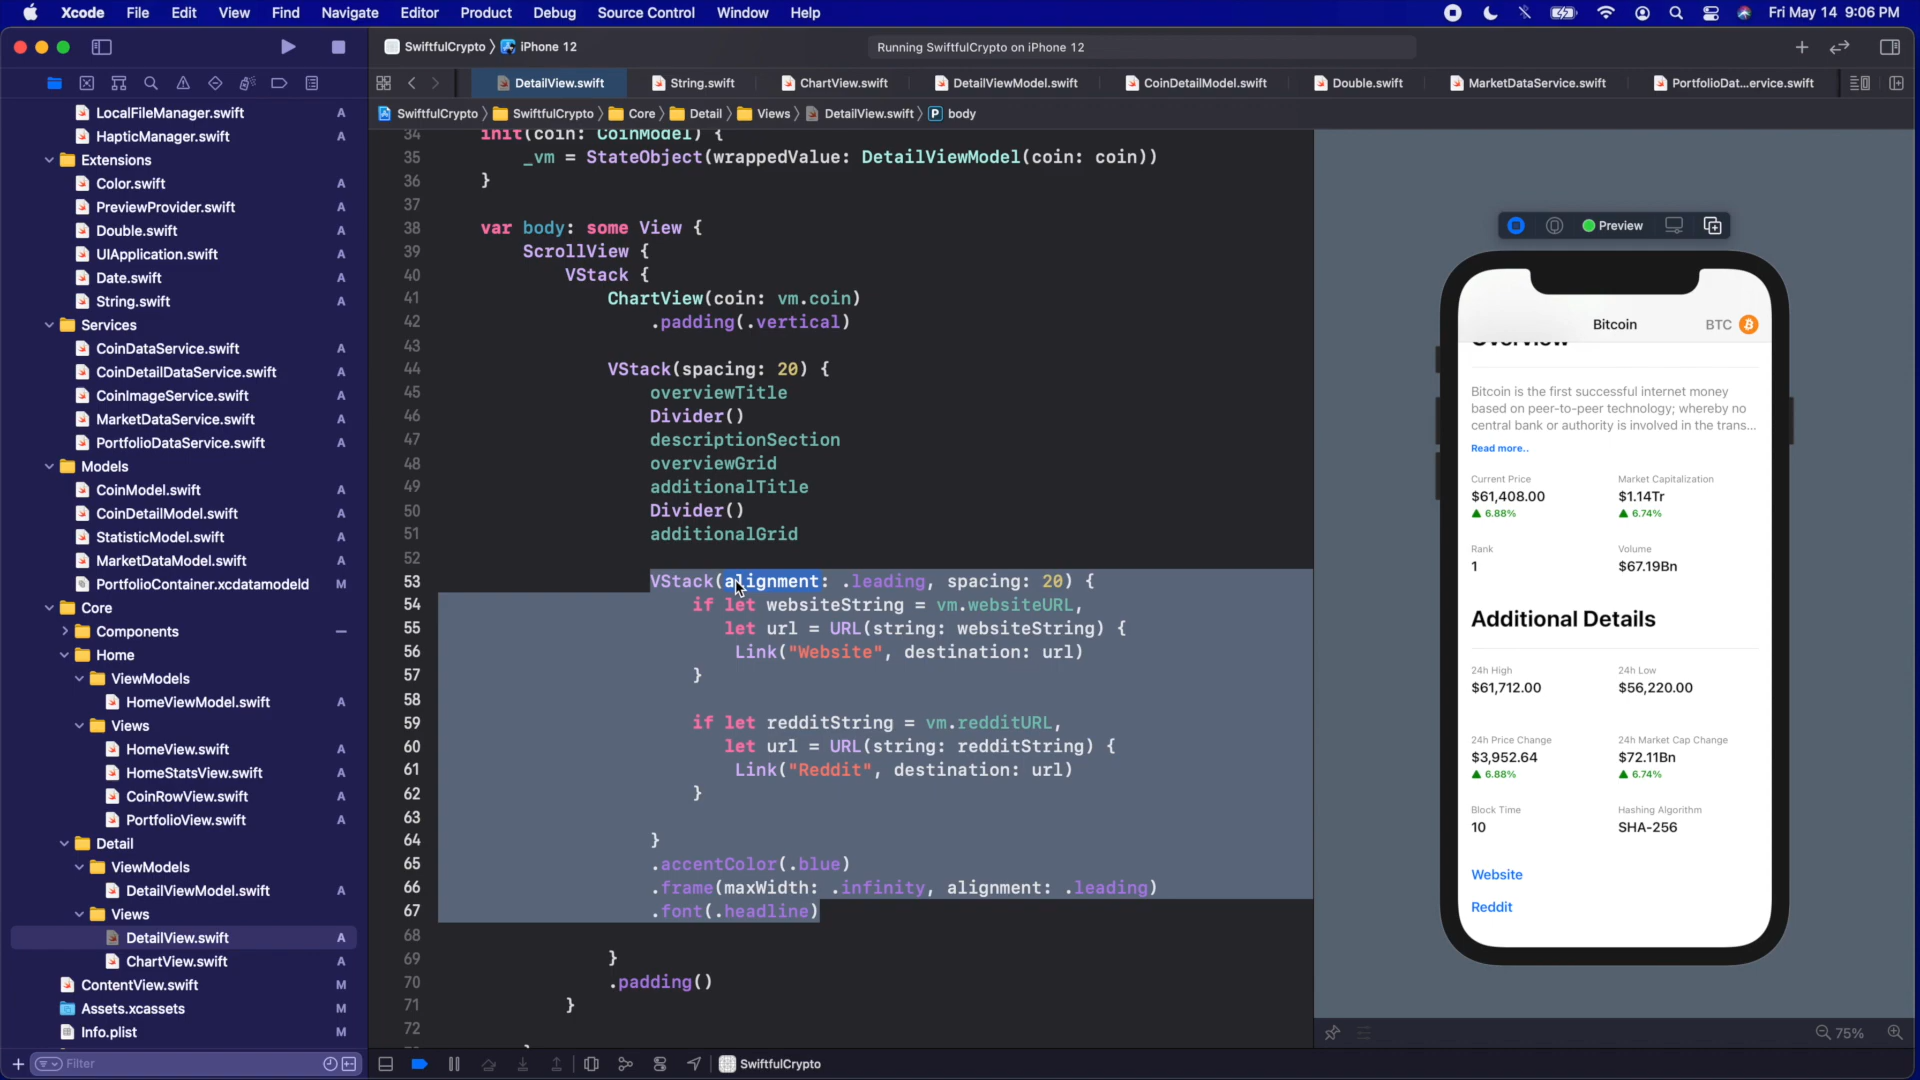 Xcode File Edit View Find Navigate Editor Product Debug Source Control Window Help Fri May 14 9:06 PM
SwiftfulCrypto iPhone 12 Running SwiftfulCrypto on iPhone 12
DetailView.swift String.swift ChartView.swift DetailViewModel.swift CoinDetailModel.swift Double.swift MarketDataService.swift PortfolioDat...ervice.swift
SwiftfulCrypto SwiftfulCrypto Core Detail Views DetailView.swift P body
LocalFileManager.swift A
HapticManager.swift A
Extensions
Color.swift A
PreviewProvider.swift A
Double.swift A
UIApplication.swift A
Date.swift A
String.swift A
Services
CoinDataService.swift A
CoinDetailDataService.swift A
CoinImageService.swift A
MarketDataService.swift A
PortfolioDataService.swift A
Models
CoinModel.swift A
CoinDetailModel.swift A
StatisticModel.swift A
MarketDataModel.swift A
PortfolioContainer.xcdatamodeld M
Core
Components
Home
ViewModels
HomeViewModel.swift A
Views
HomeView.swift A
HomeStatsView.swift A
CoinRowView.swift A
PortfolioView.swift A
Detail
ViewModels
DetailViewModel.swift A
Views
DetailView.swift A
ChartView.swift A
ContentView.swift M
Assets.xcassets M
Info.plist M
Filter
34 init(coin: CoinModel) {
35 _vm = StateObject(wrappedValue: DetailViewModel(coin: coin))
36 }
37
38 var body: some View {
39 ScrollView {
40 VStack {
41 ChartView(coin: vm.coin)
42 .padding(.vertical)
43
44 VStack(spacing: 20) {
45 overviewTitle
46 Divider()
47 descriptionSection
48 overviewGrid
49 additionalTitle
50 Divider()
51 additionalGrid
52
53 VStack(alignment: .leading, spacing: 20) {
54 if let websiteString = vm.websiteURL,
55 let url = URL(string: websiteString) {
56 Link("Website", destination: url)
57 }
58
59 if let redditString = vm.redditURL,
60 let url = URL(string: redditString) {
61 Link("Reddit", destination: url)
62 }
63
64 }
65 .accentColor(.blue)
66 .frame(maxWidth: .infinity, alignment: .leading)
67 .font(.headline)
68
69 }
70 .padding()
71 }
72
SwiftfulCrypto
Preview
Bitcoin BTC
Overview
Bitcoin is the first successful internet money
based on peer-to-peer technology; whereby no
central bank or authority is involved in the trans...
Read more..
Current Price Market Capitalization
$61,408.00 $1.14Tr
6.88% 6.74%
Rank Volume
1 $67.19Bn
Additional Details
24h High 24h Low
$61,712.00 $56,220.00
24h Price Change 24h Market Cap Change
$3,952.64 $72.11Bn
6.88% 6.74%
Block Time Hashing Algorithm
10 SHA-256
Website
Reddit
75%